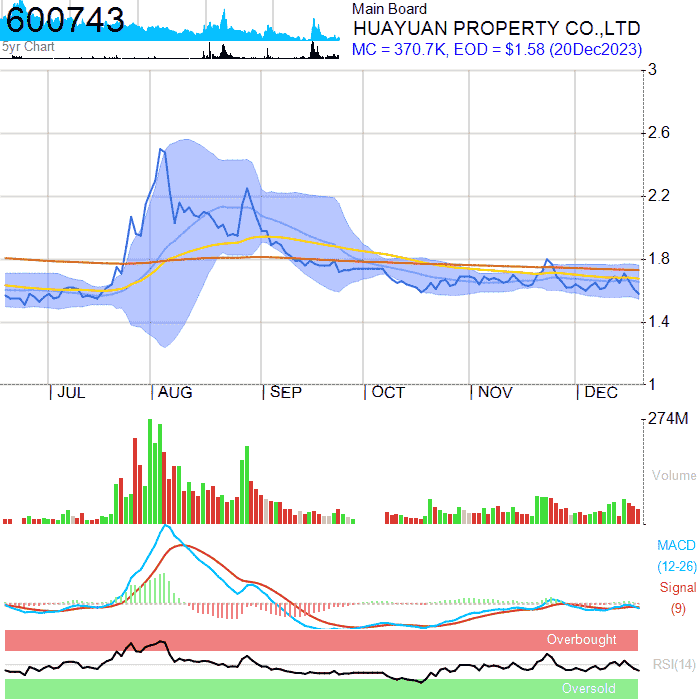 600743
5yr Chart
Main Board
HUAYUAN PROPERTY CO.,LTD
MC = 370.7K, EOD = $1.58 (20Dec2023)
3
2.6
2.2
1.8
1.4
1
JUL
AUG
SEP
OCT
NOV
DEC
274M
Volume
MACD
(12-26)
Signal
(9)
Overbought
RSI(14)
Oversold